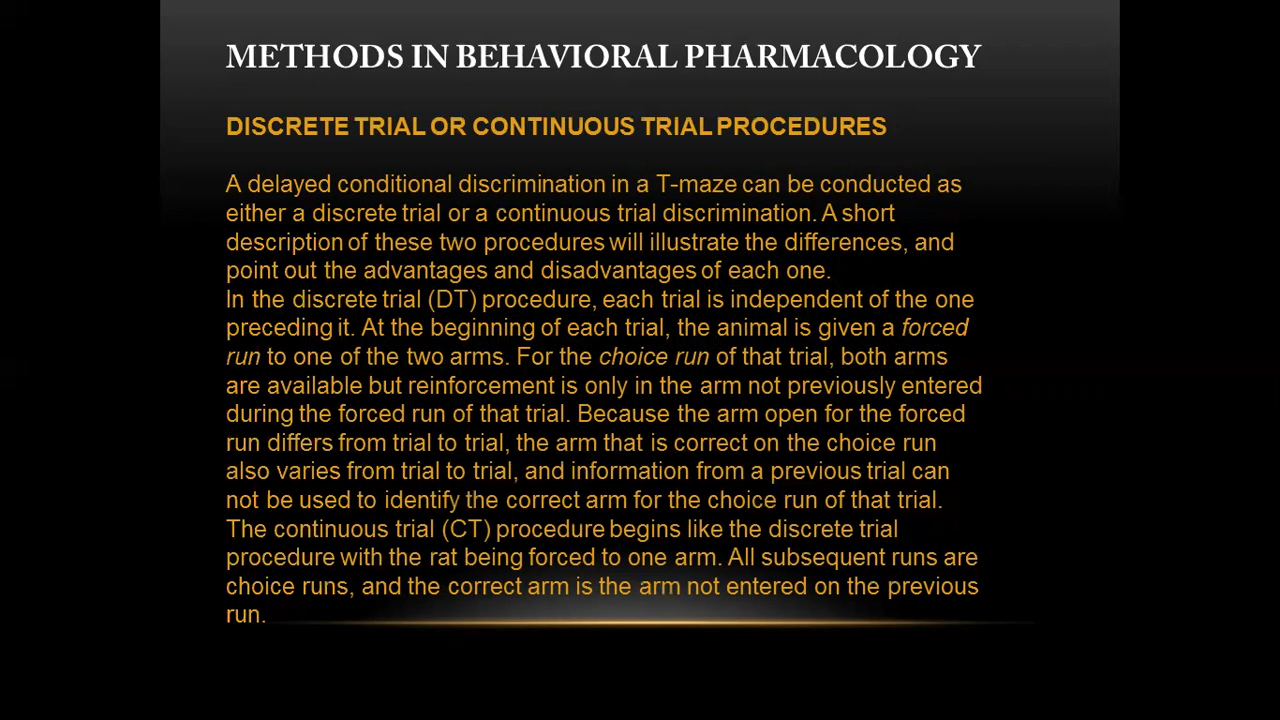 METHODS IN BEHAVIORAL PHARMACOLOGY
DISCRETE TRIAL OR CONTINUOUS TRIAL PROCEDURES
A delayed conditional discrimination in a T-maze can be conducted as
either a discrete trial or a continuous trial discrimination. A short
description of these two procedures will illustrate the differences, and
point out the advantages and disadvantages of each one.
In the discrete trial (DT) procedure, each trial is independent of the one
preceding it. At the beginning of each trial, the animal is given a forced
run to one of the two arms. For the choice run of that trial, both arms
are available but reinforcement is only in the arm not previously entered
during the forced run of that trial. Because the arm open for the forced
run differs from trial to trial, the arm that is correct on the choice run
also varies from trial to trial, and information from a previous trial can
not be used to identify the correct arm for the choice run of that trial.
The continuous trial (CT) procedure begins like the discrete trial
procedure with the rat being forced to one arm. All subsequent runs are
choice runs, and the correct arm is the arm not entered on the previous
run.